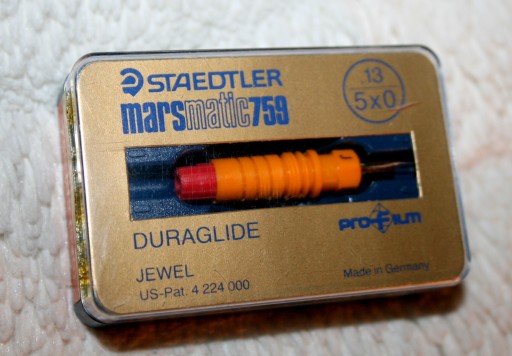 STAEDTLER
marsmatic759
.13
5x0
DURAGLIDE
pro-Film
JEWEL
US-Pat. 4 224 000
Made in Germany